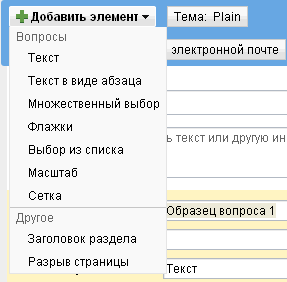 Добавить элемент
Тема: Plain
Вопросы
электронной почте
Текст
Текст в виде абзаца
Множественный выбор
Флажки
ь текст или другую ин
Выбор из списка
Масштаб
Сетка
Образец вопроса 1
Другое
Заголовок раздела
Разрыв страницы
Текст